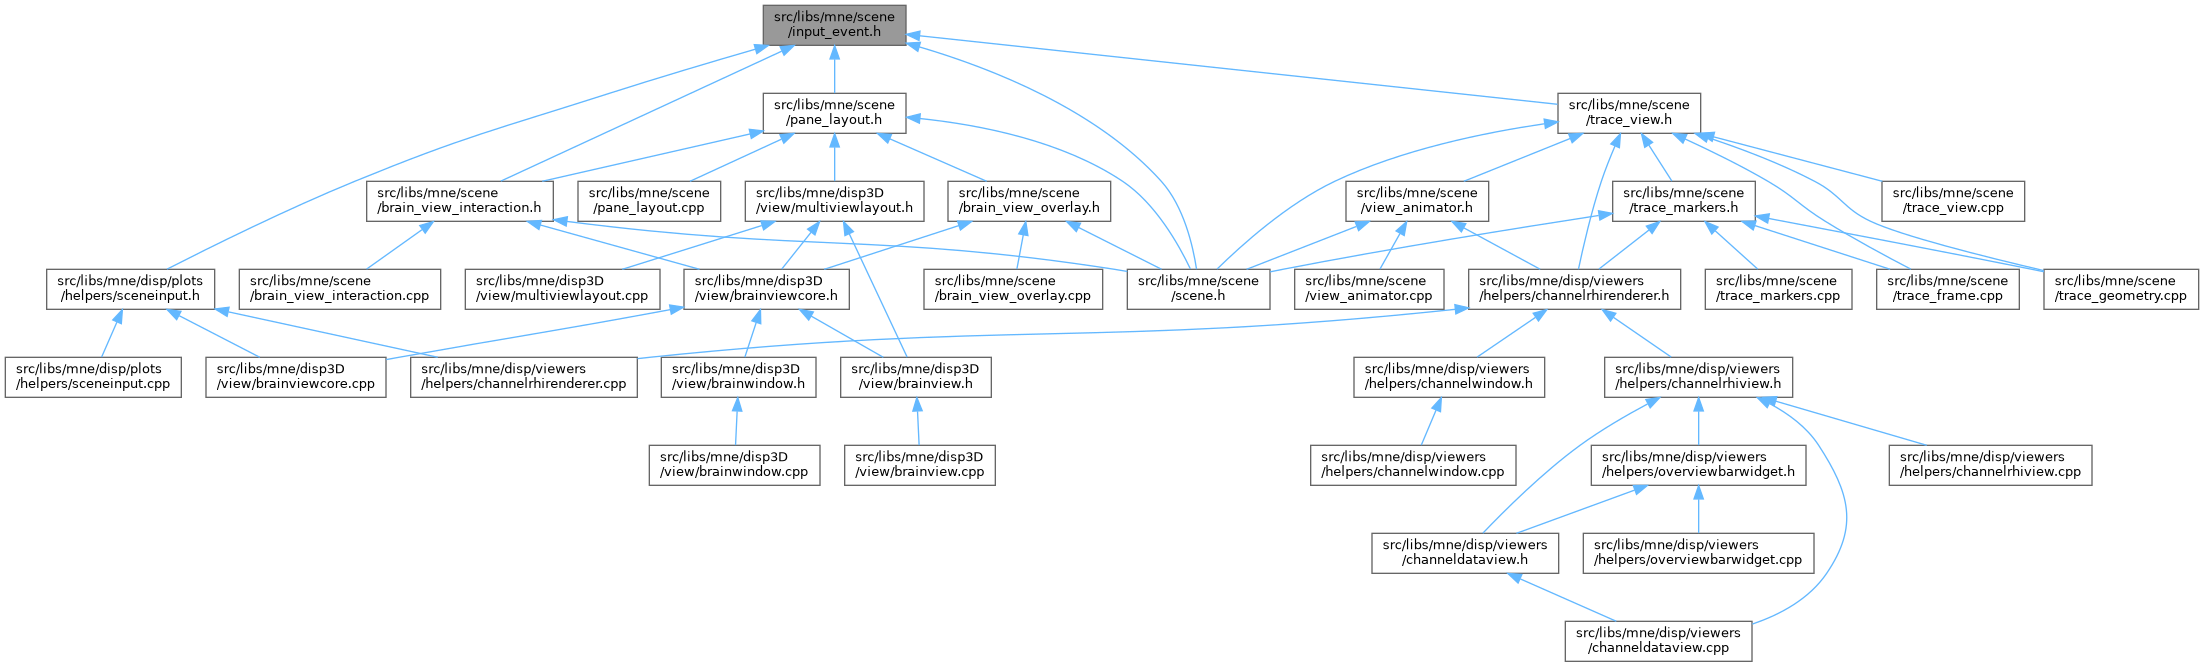 src/libs/mne/scene
/input_event.h
src/libs/mne/scene
/pane_layout.h
src/libs/mne/scene
/trace_view.h
src/libs/mne/scene
/brain_view_interaction.h
src/libs/mne/scene
/pane_layout.cpp
src/libs/mne/disp3D
/view/multiviewlayout.h
src/libs/mne/scene
/brain_view_overlay.h
src/libs/mne/scene
/view_animator.h
src/libs/mne/scene
/trace_markers.h
src/libs/mne/scene
/trace_view.cpp
src/libs/mne/disp/plots
/helpers/sceneinput.h
src/libs/mne/scene
/brain_view_interaction.cpp
src/libs/mne/disp3D
/view/multiviewlayout.cpp
src/libs/mne/disp3D
/view/brainviewcore.h
src/libs/mne/scene
/brain_view_overlay.cpp
src/libs/mne/scene
/scene.h
src/libs/mne/scene
/view_animator.cpp
src/libs/mne/disp/viewers
/helpers/channelrhirenderer.h
src/libs/mne/scene
/trace_markers.cpp
src/libs/mne/scene
/trace_frame.cpp
src/libs/mne/scene
/trace_geometry.cpp
src/libs/mne/disp/plots
/helpers/sceneinput.cpp
src/libs/mne/disp3D
/view/brainviewcore.cpp
src/libs/mne/disp/viewers
/helpers/channelrhirenderer.cpp
src/libs/mne/disp3D
/view/brainwindow.h
src/libs/mne/disp3D
/view/brainview.h
src/libs/mne/disp/viewers
/helpers/channelwindow.h
src/libs/mne/disp/viewers
/helpers/channelrhiview.h
src/libs/mne/disp3D
/view/brainwindow.cpp
src/libs/mne/disp3D
/view/brainview.cpp
src/libs/mne/disp/viewers
/helpers/channelwindow.cpp
src/libs/mne/disp/viewers
/helpers/overviewbarwidget.h
src/libs/mne/disp/viewers
/helpers/channelrhiview.cpp
src/libs/mne/disp/viewers
/channeldataview.h
src/libs/mne/disp/viewers
/helpers/overviewbarwidget.cpp
src/libs/mne/disp/viewers
/channeldataview.cpp